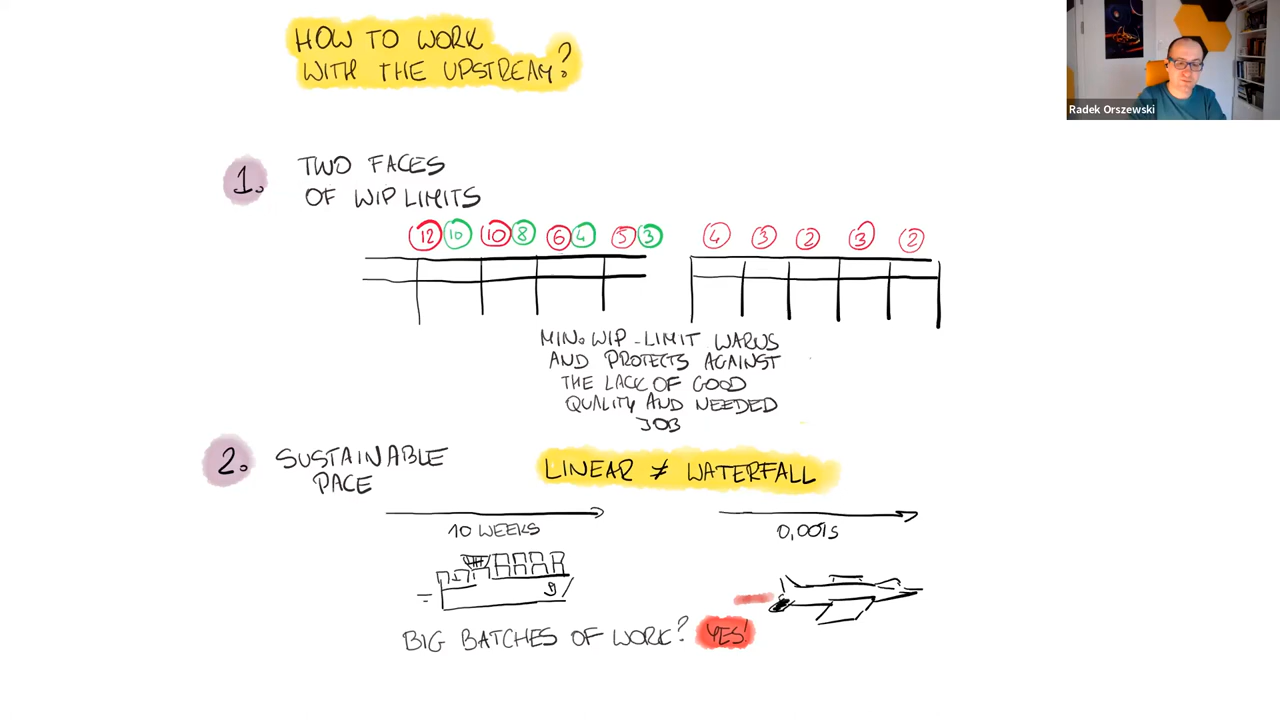 HOW TO WORK
WITH THE UPSTREAM?
Radek Orszewski
1. TWO FACES
OF WIP LIMITS
12 10 10 8 6 4 5 3 4 3 2 3 2
MIN. WIP-LIMIT WARNS
AND PROTECTS AGAINST
THE LACK OF GOOD
QUALITY AND NEEDED
JOB
2. SUSTAINABLE
PACE
LINEAR ≠ WATERFALL
10 WEEKS
0,001s
BIG BATCHES OF WORK? YES!